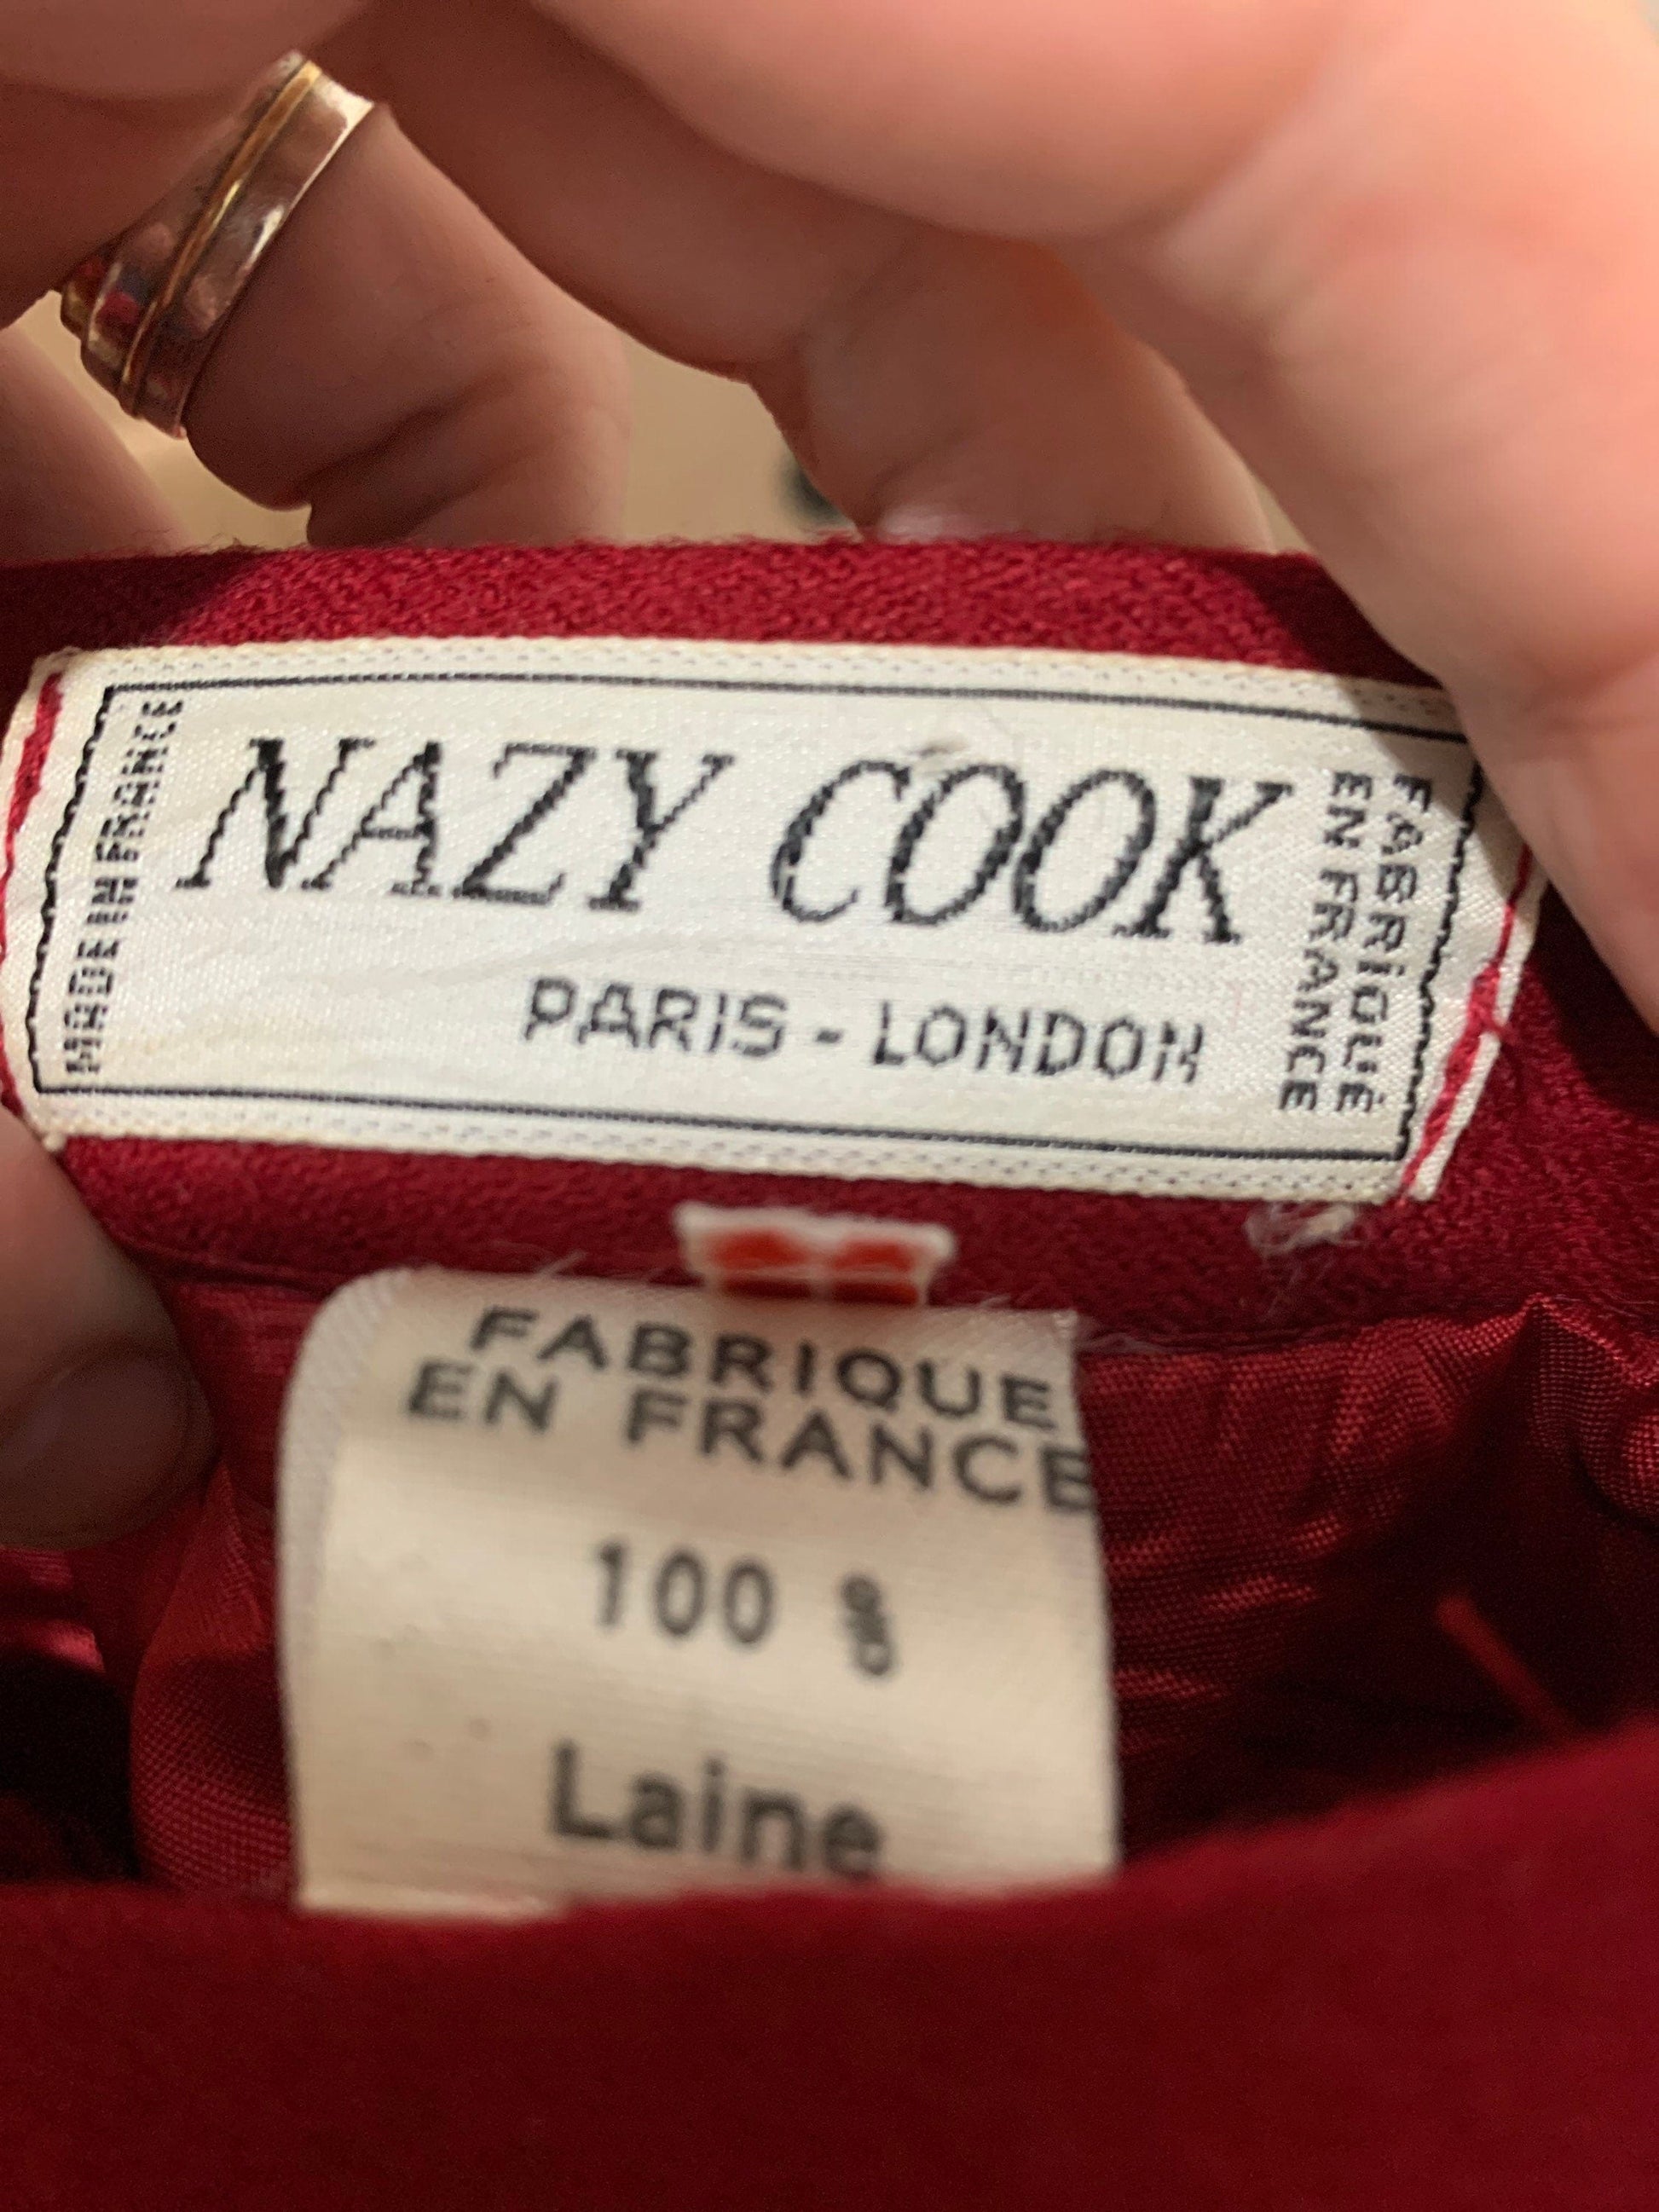 MADE IN FRANCE
NAZY COOK
PARIS - LONDON
FABRIQUÉ
EN FRANCE
FABRIQUE
EN FRANCE
100 %
Laine